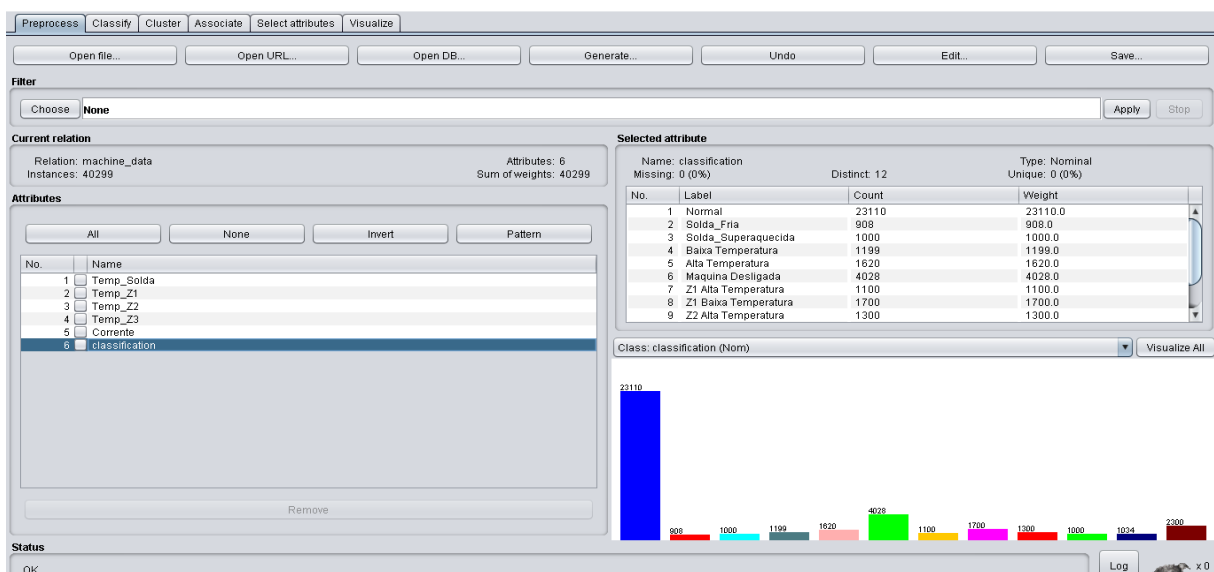 Preprocess Classify Cluster Associate Select attributes Visualize
Open file... Open URL... Open DB... Generate... Undo Edit... Save...
Filter
Choose None Apply Stop
Current relation
Relation: machine_data Attributes: 6
Instances: 40299 Sum of weights: 40299
Attributes
All None Invert Pattern
No. Name
1 Temp_Solda
2 Temp_Z1
3 Temp_Z2
4 Temp_Z3
5 Corrente
6 classification
Remove
Selected attribute
Name: classification Type: Nominal
Missing: 0 (0%) Distinct: 12 Unique: 0 (0%)
No. Label Count Weight
1 Normal 23110 23110.0
2 Solda_Fria 908 908.0
3 Solda_Superaquecida 1000 1000.0
4 Baixa Temperatura 1199 1199.0
5 Alta Temperatura 1620 1620.0
6 Maquina Desligada 4028 4028.0
7 Z1 Alta Temperatura 1100 1100.0
8 Z1 Baixa Temperatura 1700 1700.0
9 Z2 Alta Temperatura 1300 1300.0
Class: classification (Nom) Visualize All
23110 908 1000 1199 1620 4028 1100 1700 1300 1000 1034 2300
Status
OK
Log x 0